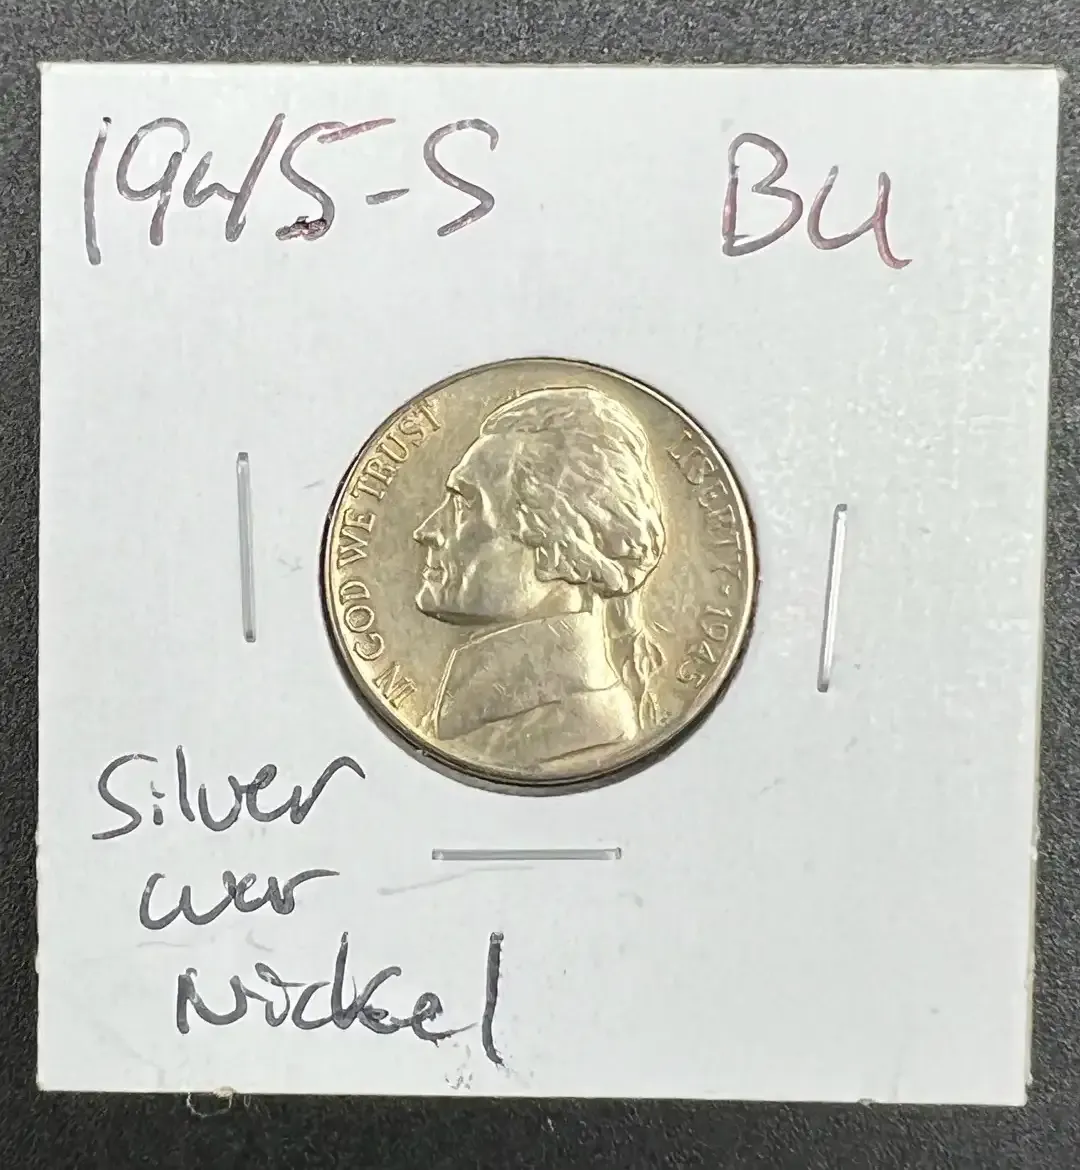 1945-S BU
IN GOD WE TRUST
LIBERTY 1945
Silver
war
Nickel